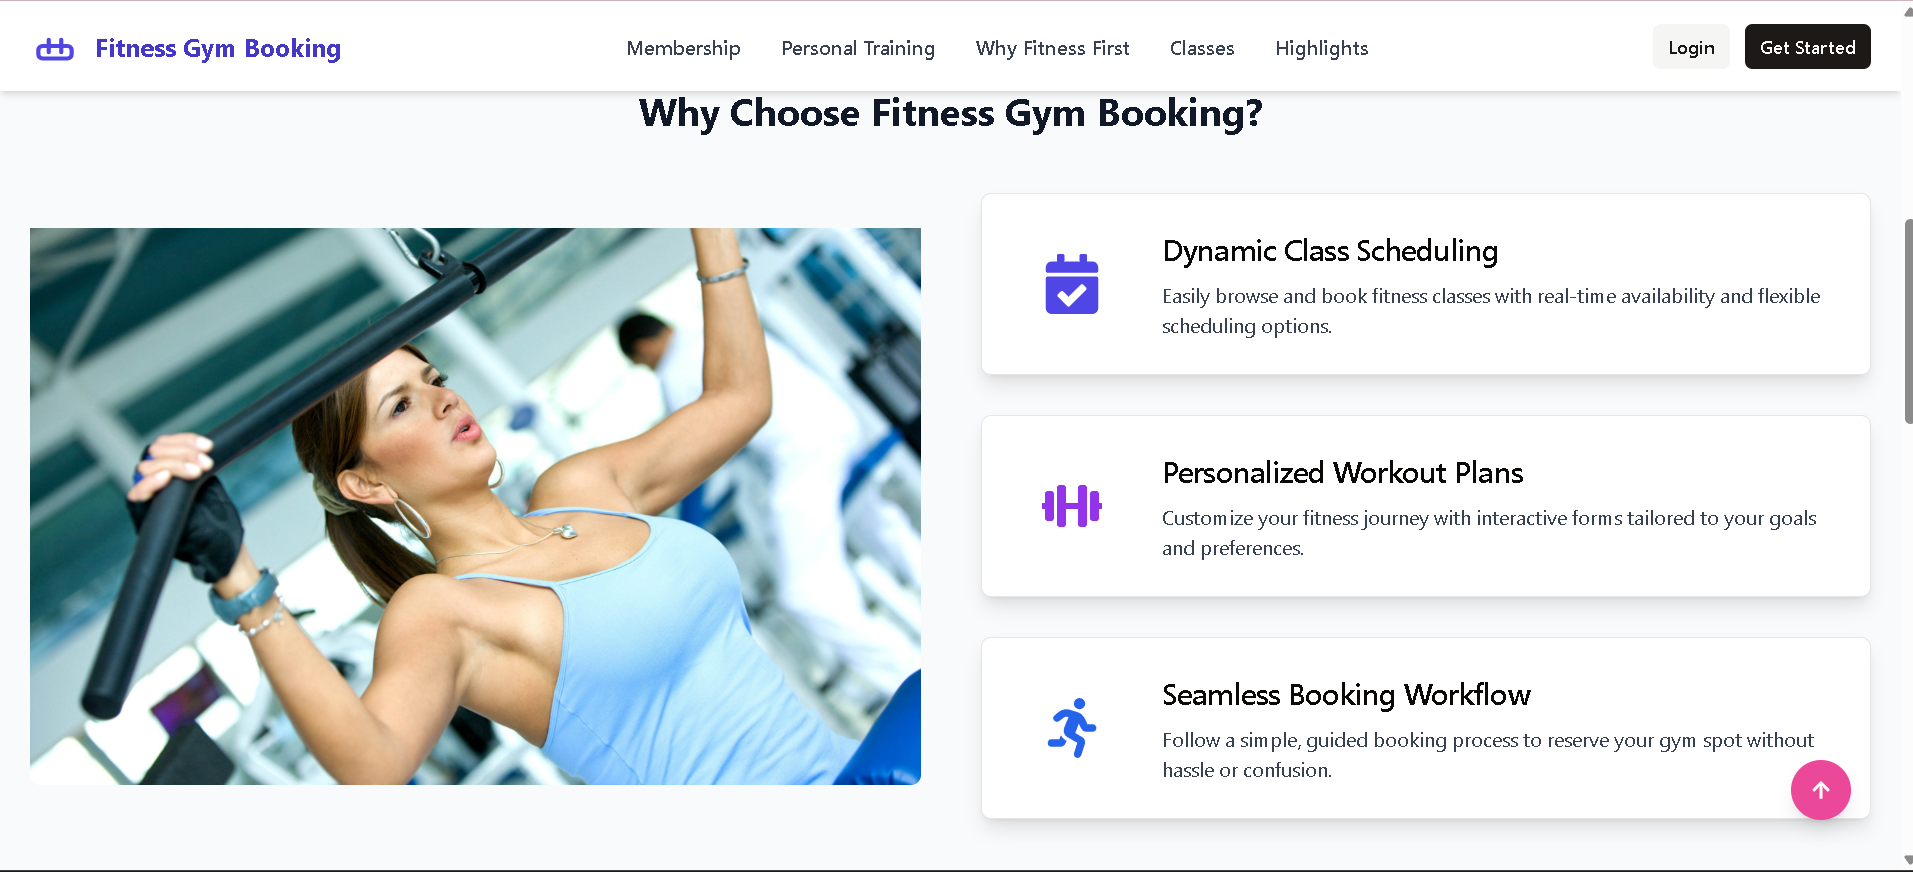 Fitness Gym Booking
Membership
Personal Training
Why Fitness First
Classes
Highlights
Login
Get Started
Why Choose Fitness Gym Booking?
Dynamic Class Scheduling
Easily browse and book fitness classes with real-time availability and flexible
scheduling options.
Personalized Workout Plans
Customize your fitness journey with interactive forms tailored to your goals
and preferences.
Seamless Booking Workflow
Follow a simple, guided booking process to reserve your gym spot without
hassle or confusion.